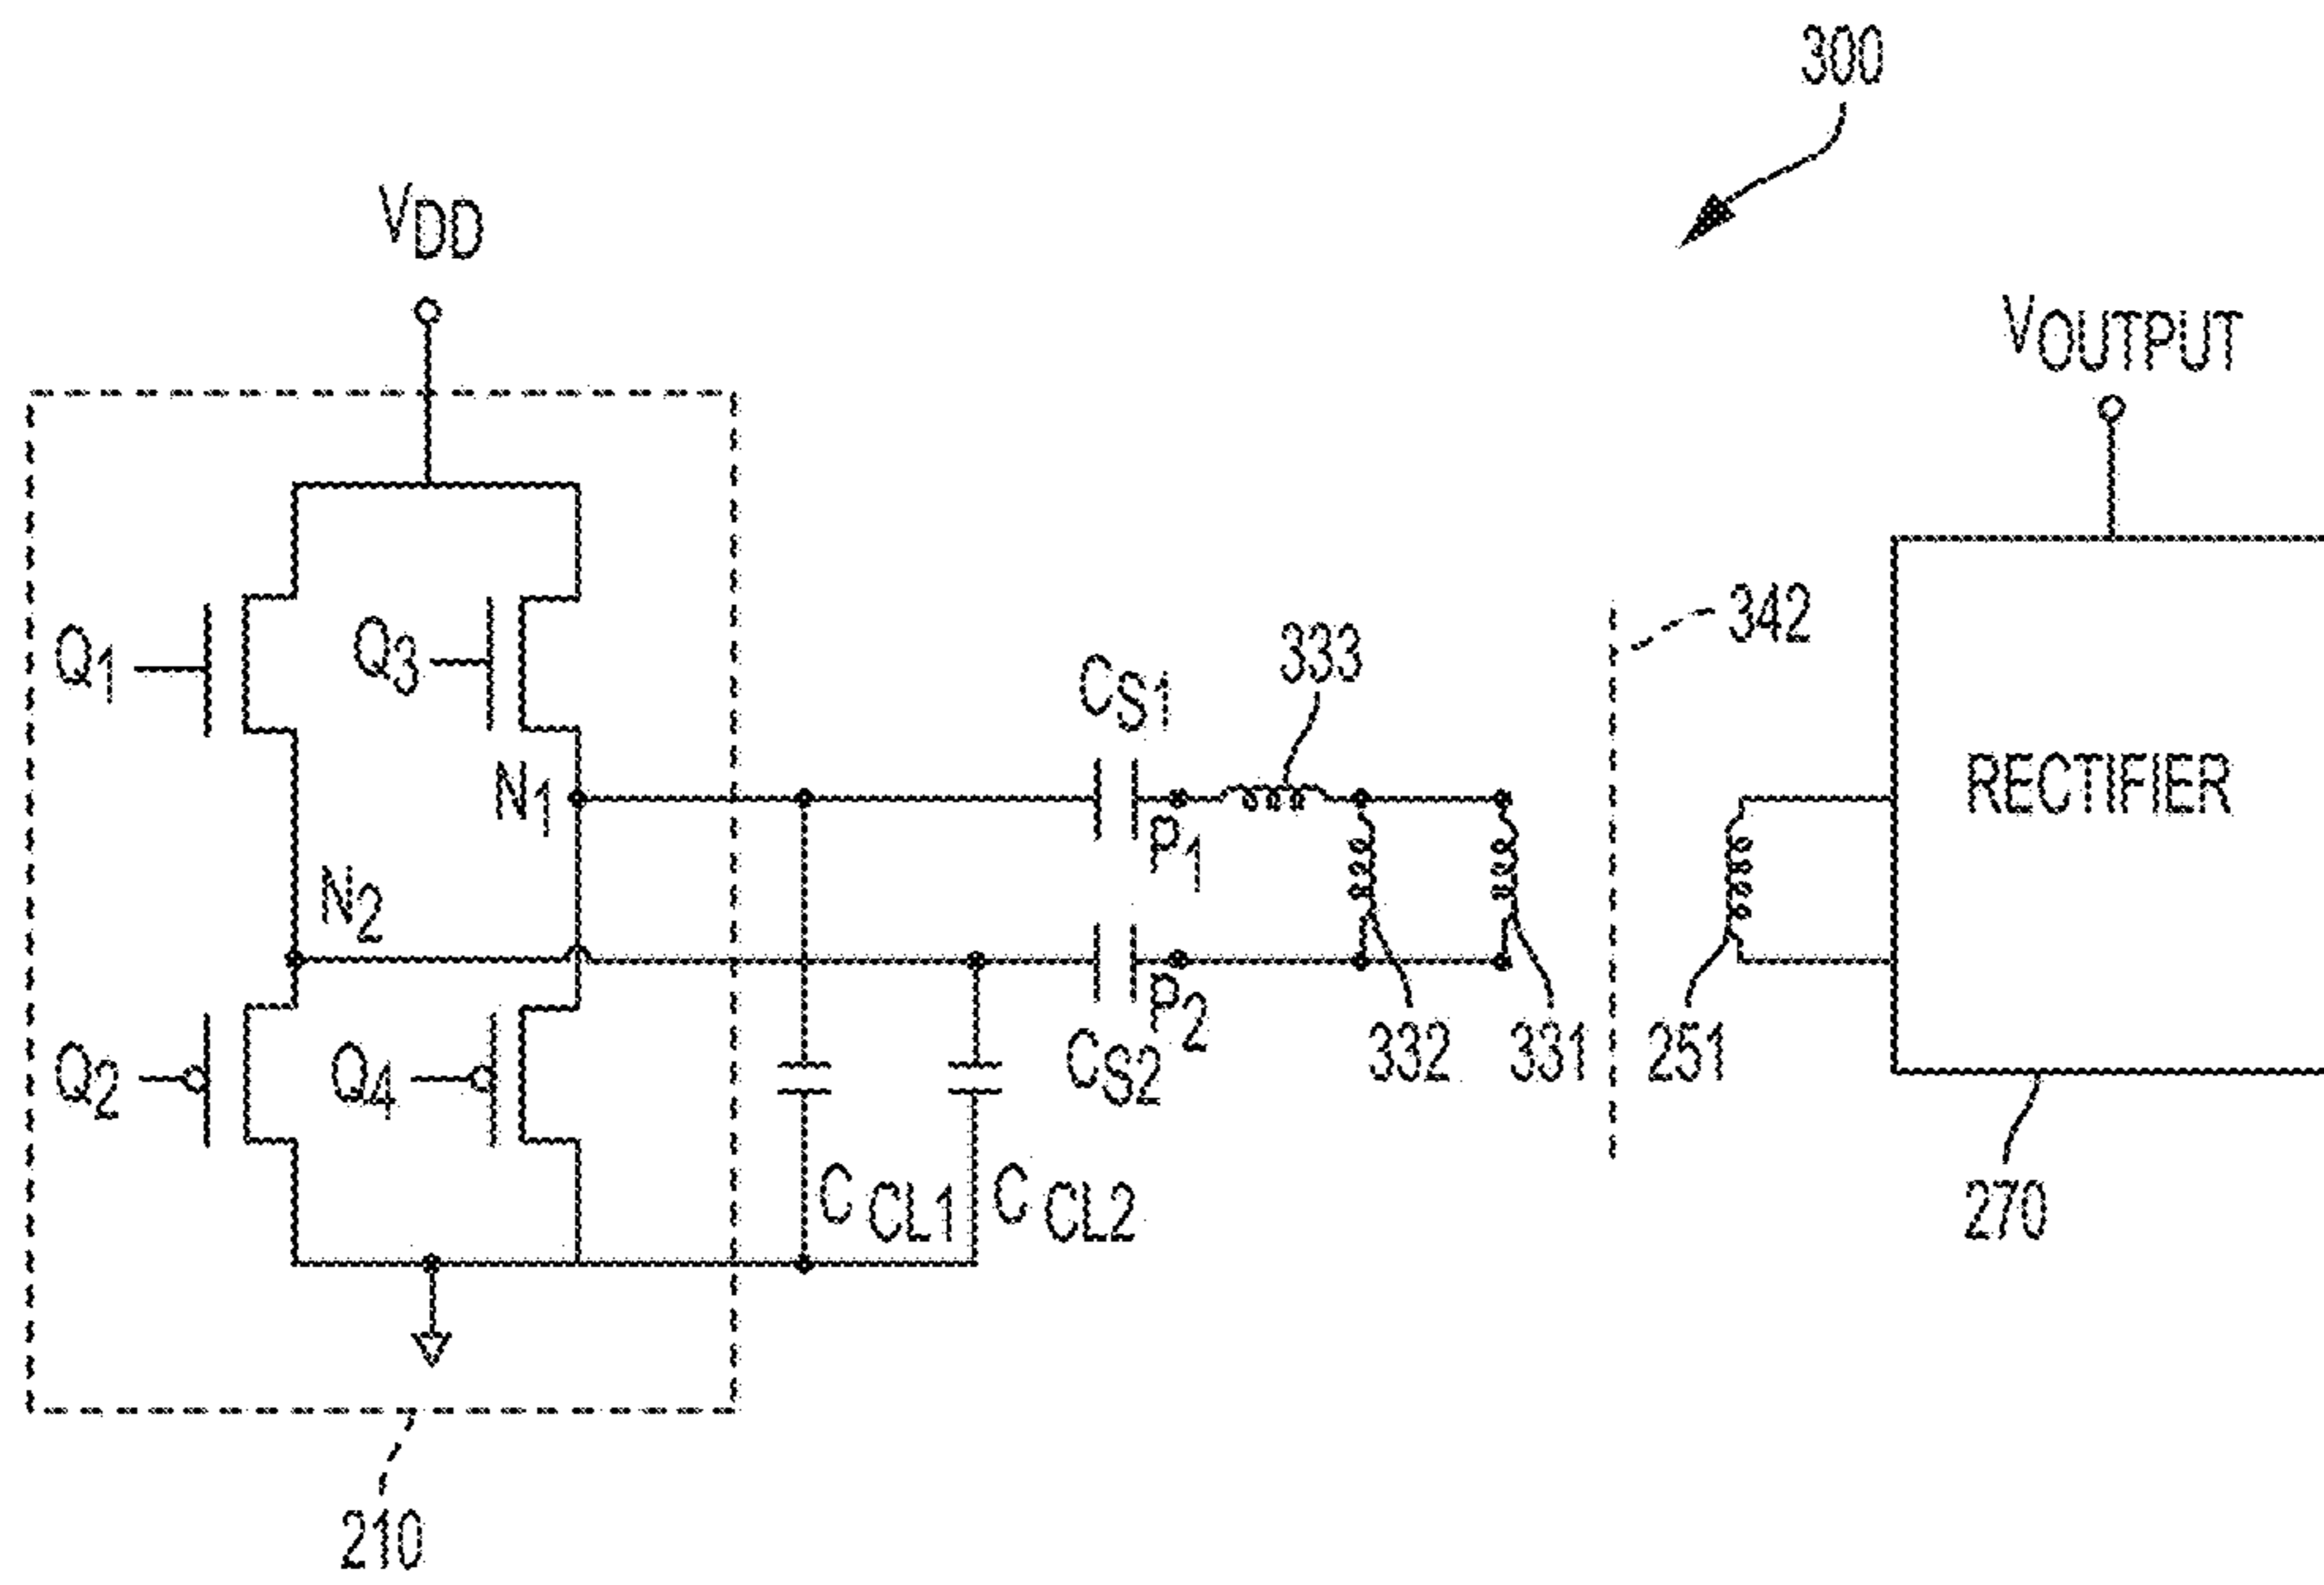 300
VDD
VOUTPUT
342
Q1
Q3
333
CS1
N1
P1
RECTIFIER
N2
P2
CS2
332
331
251
Q2
Q4
CCL1
CCL2
270
210